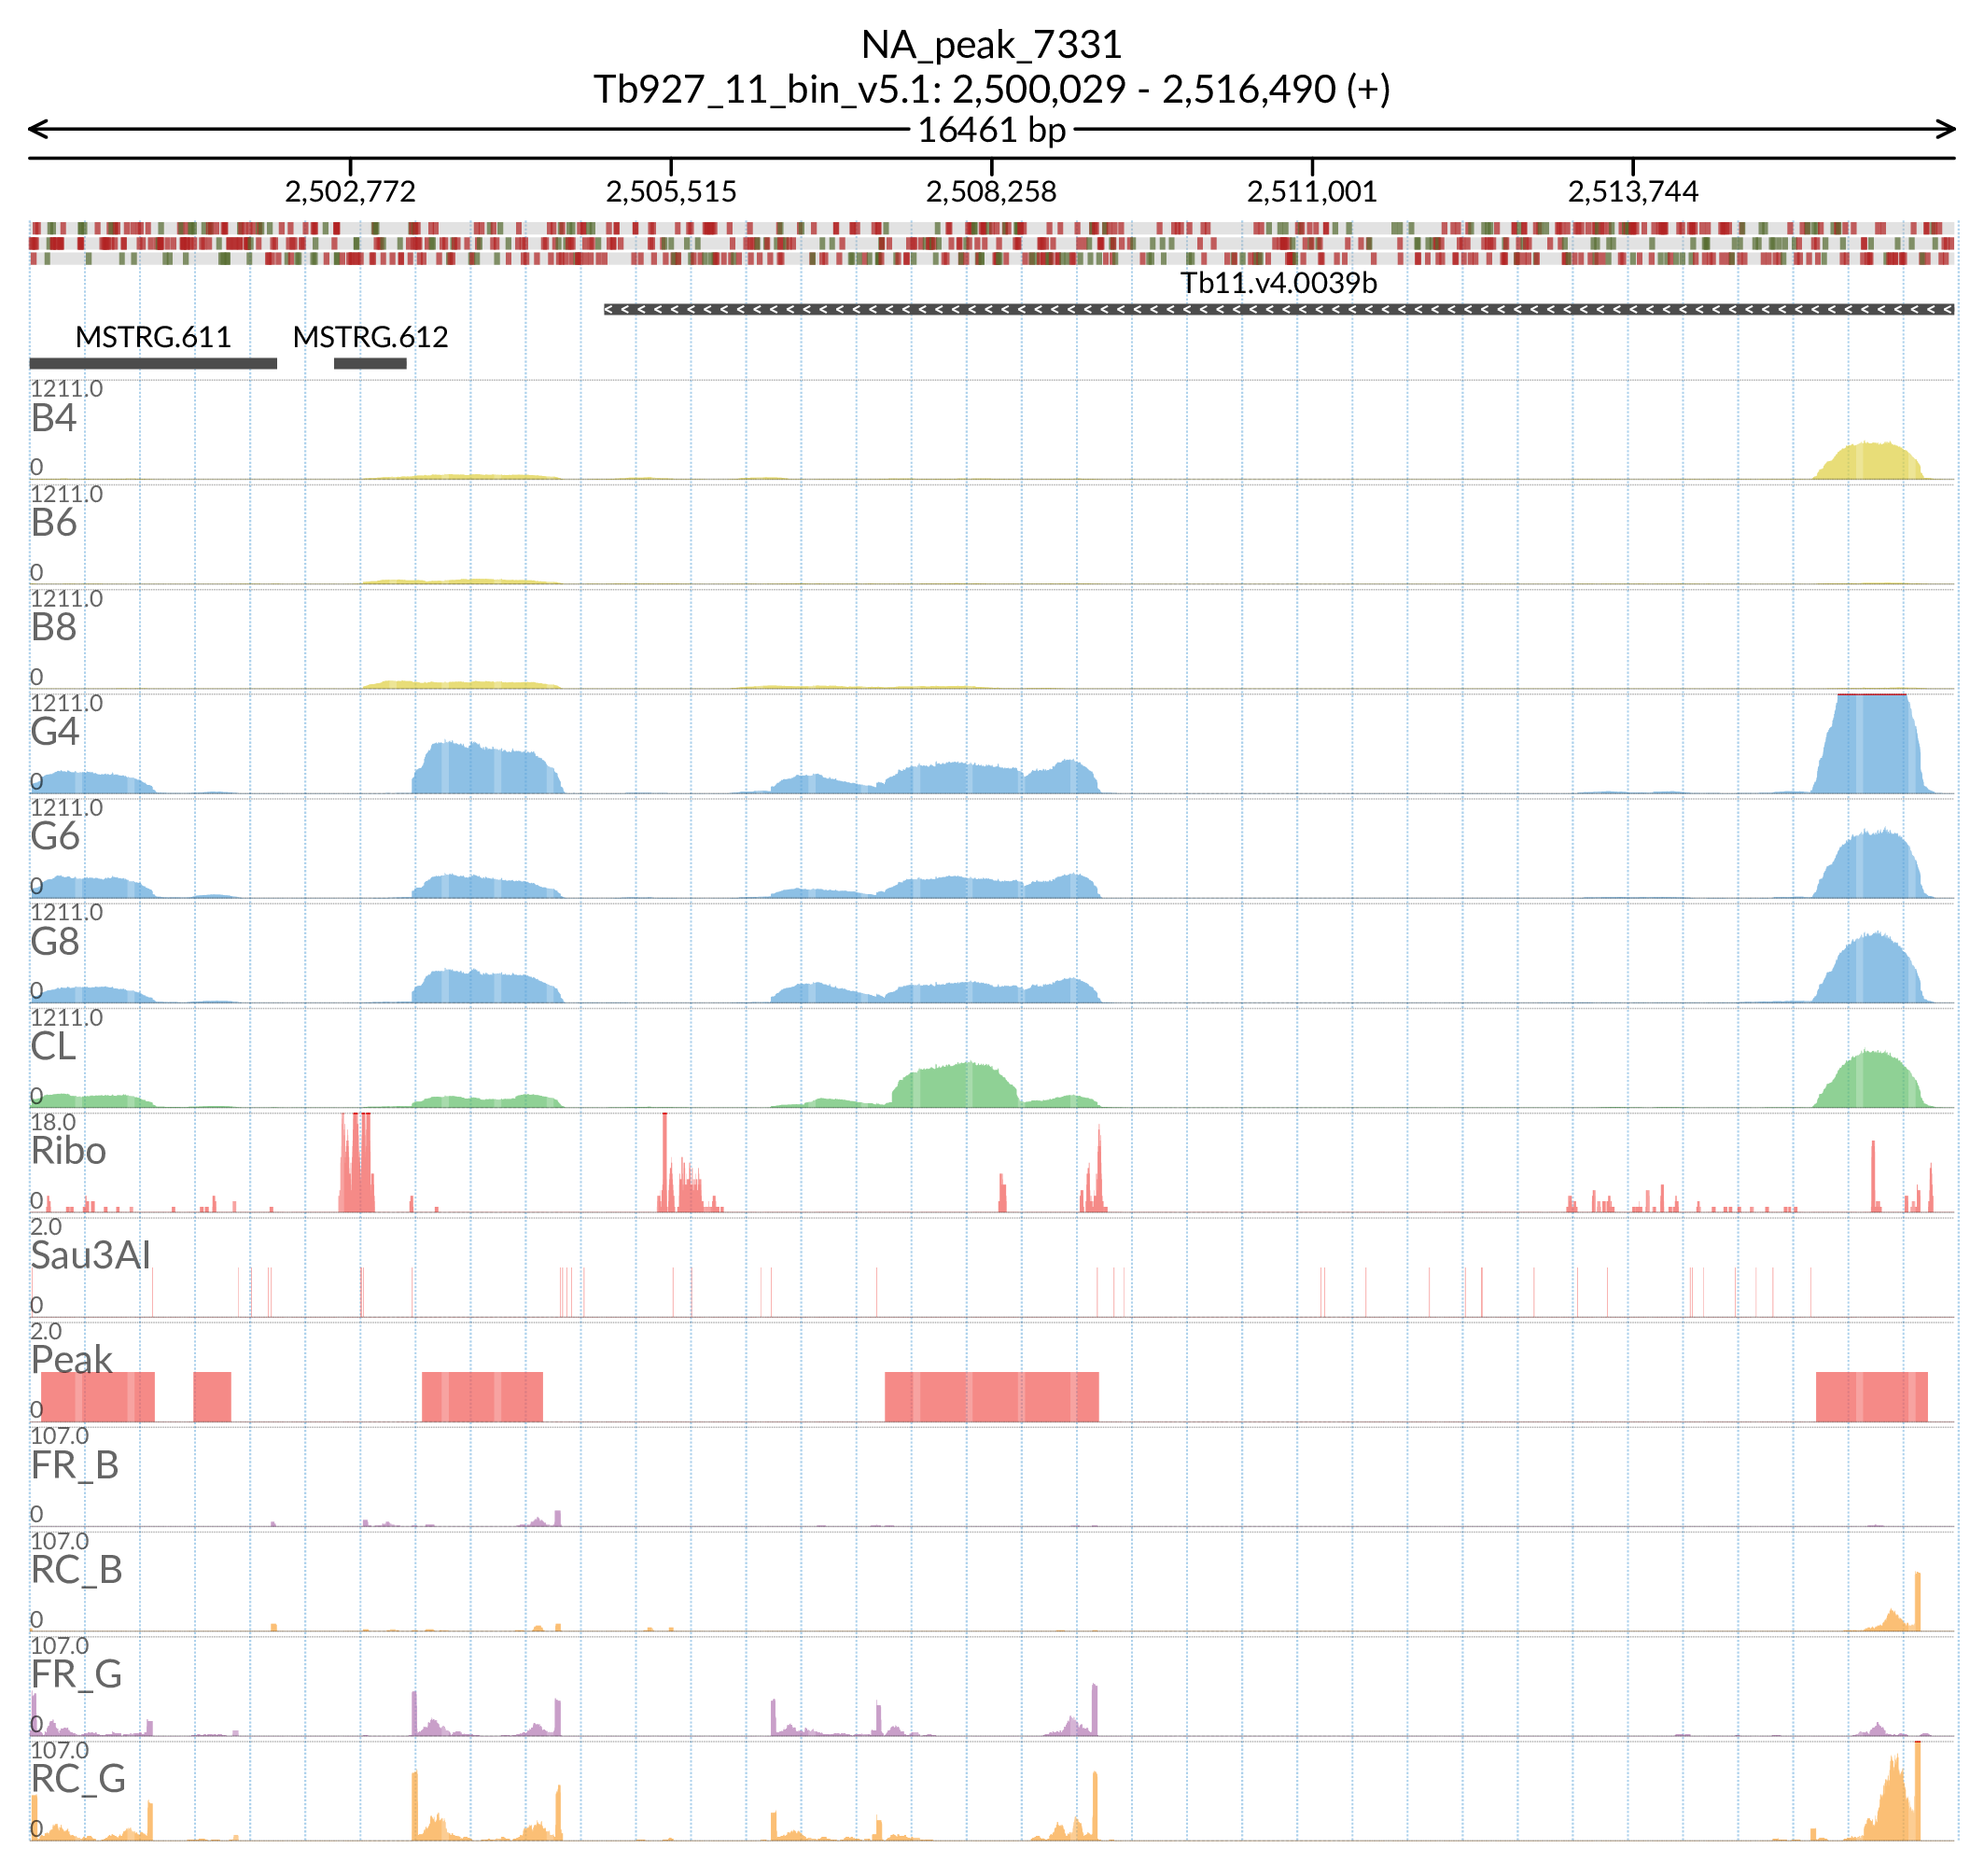 NA_peak_7331
Tb927_11_bin_v5.1: 2,500,029 - 2,516,490 (+)
16461 bp
2,502,772 2,505,515 2,508,258 2,511,001 2,513,744
Tb11.v4.0039b
MSTRG.611 MSTRG.612
1211.0
B4
0
1211.0
B6
0
1211.0
B8
0
1211.0
G4
0
1211.0
G6
0
1211.0
G8
0
1211.0
CL
0
18.0
Ribo
0
2.0
Sau3AI
0
2.0
Peak
0
107.0
FR_B
0
107.0
RC_B
0
107.0
FR_G
0
107.0
RC_G
0